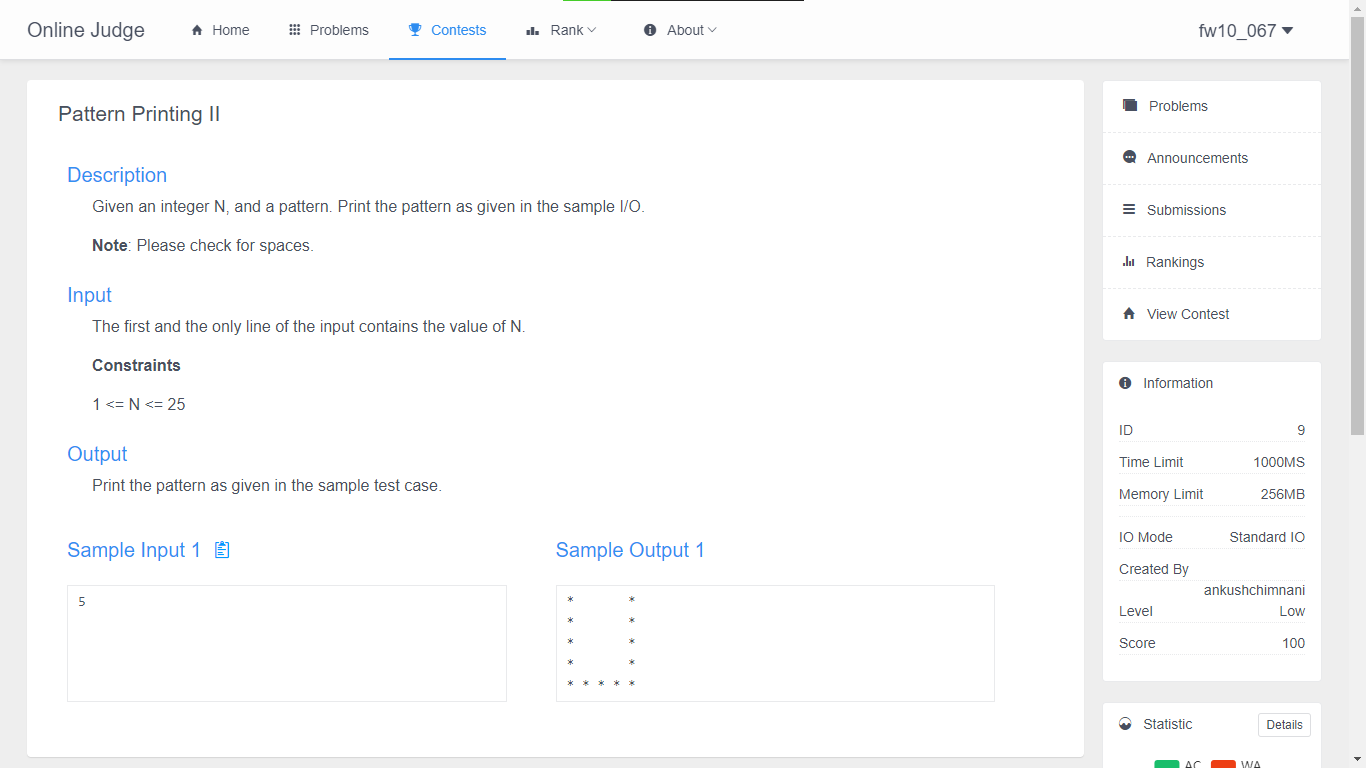 Online Judge
Home
Problems
Contests
Rank
About
fw10_067
Pattern Printing II
Description
Given an integer N, and a pattern. Print the pattern as given in the sample I/O.
Note: Please check for spaces.
Input
The first and the only line of the input contains the value of N.
Constraints
1 <= N <= 25
Output
Print the pattern as given in the sample test case.
Sample Input 1
5
Sample Output 1
*       *
*       *
*       *
*       *
* * * * *
Problems
Announcements
Submissions
Rankings
View Contest
Information
ID 9
Time Limit 1000MS
Memory Limit 256MB
IO Mode Standard IO
Created By
ankushchimnani
Level Low
Score 100
Statistic Details
AC WA